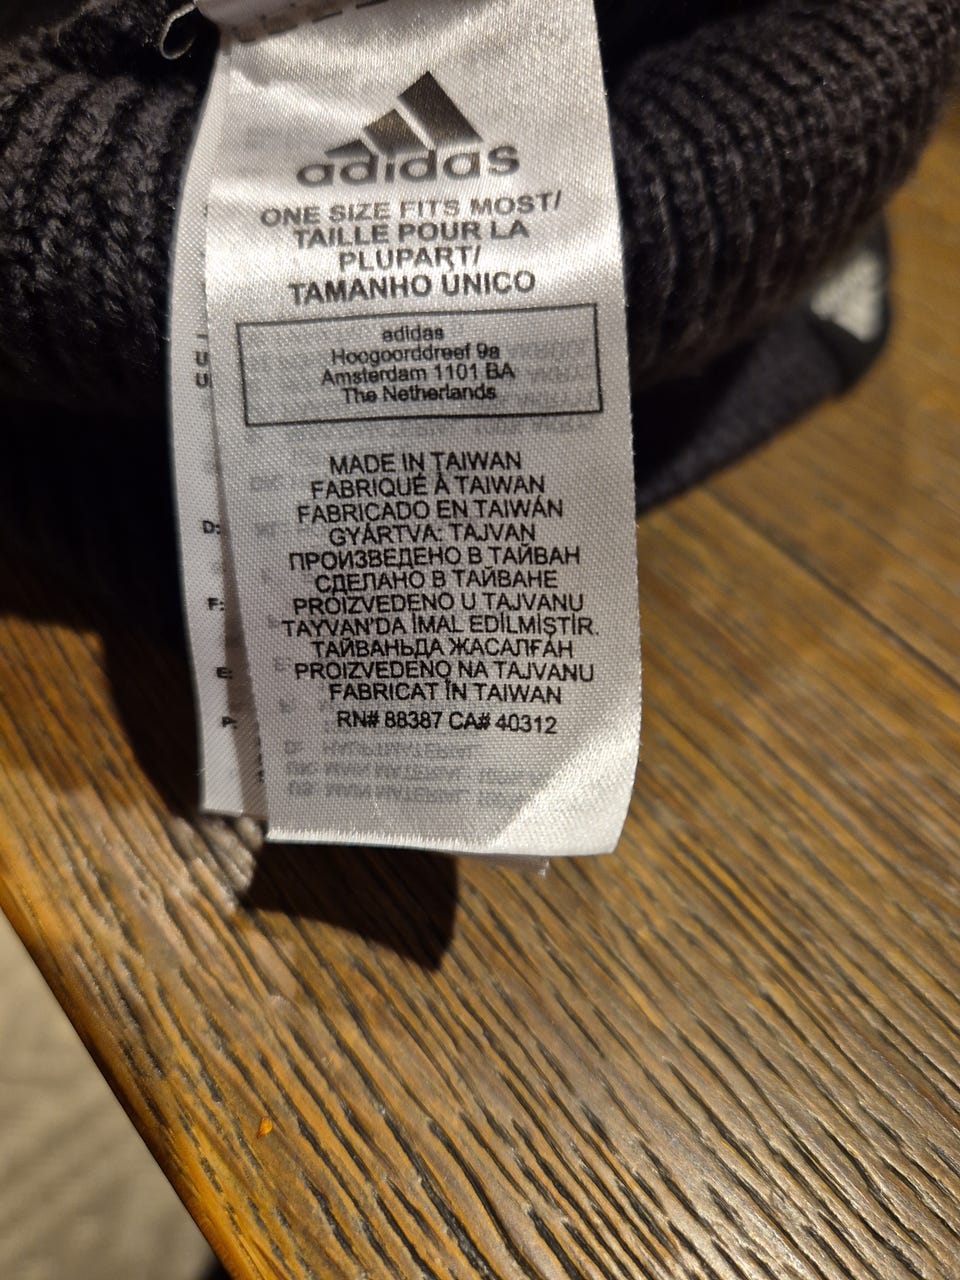 adidas
ONE SIZE FITS MOST/
TAILLE POUR LA
PLUPART/
TAMANHO ÚNICO
adidas
Hoogoorddreef 9a
Amsterdam 1101 BA
The Netherlands
MADE IN TAIWAN
FABRIQUÉ À TAIWAN
FABRICADO EN TAIWÁN
GYÁRTVA: TAJVAN
ПРОИЗВЕДЕНО В ТАЙВАН
СДЕЛАНО В ТАЙВАНЕ
PROIZVEDENO U TAJVANU
TAYVAN'DA İMAL EDİLMİŞTİR.
ТАЙВАНЬДА ЖАСАЛҒАН
PROIZVEDENO NA TAJVANU
FABRICAT ÎN TAIWAN
RN# 88387 CA# 40312
U
U
D:
F:
E:
P: